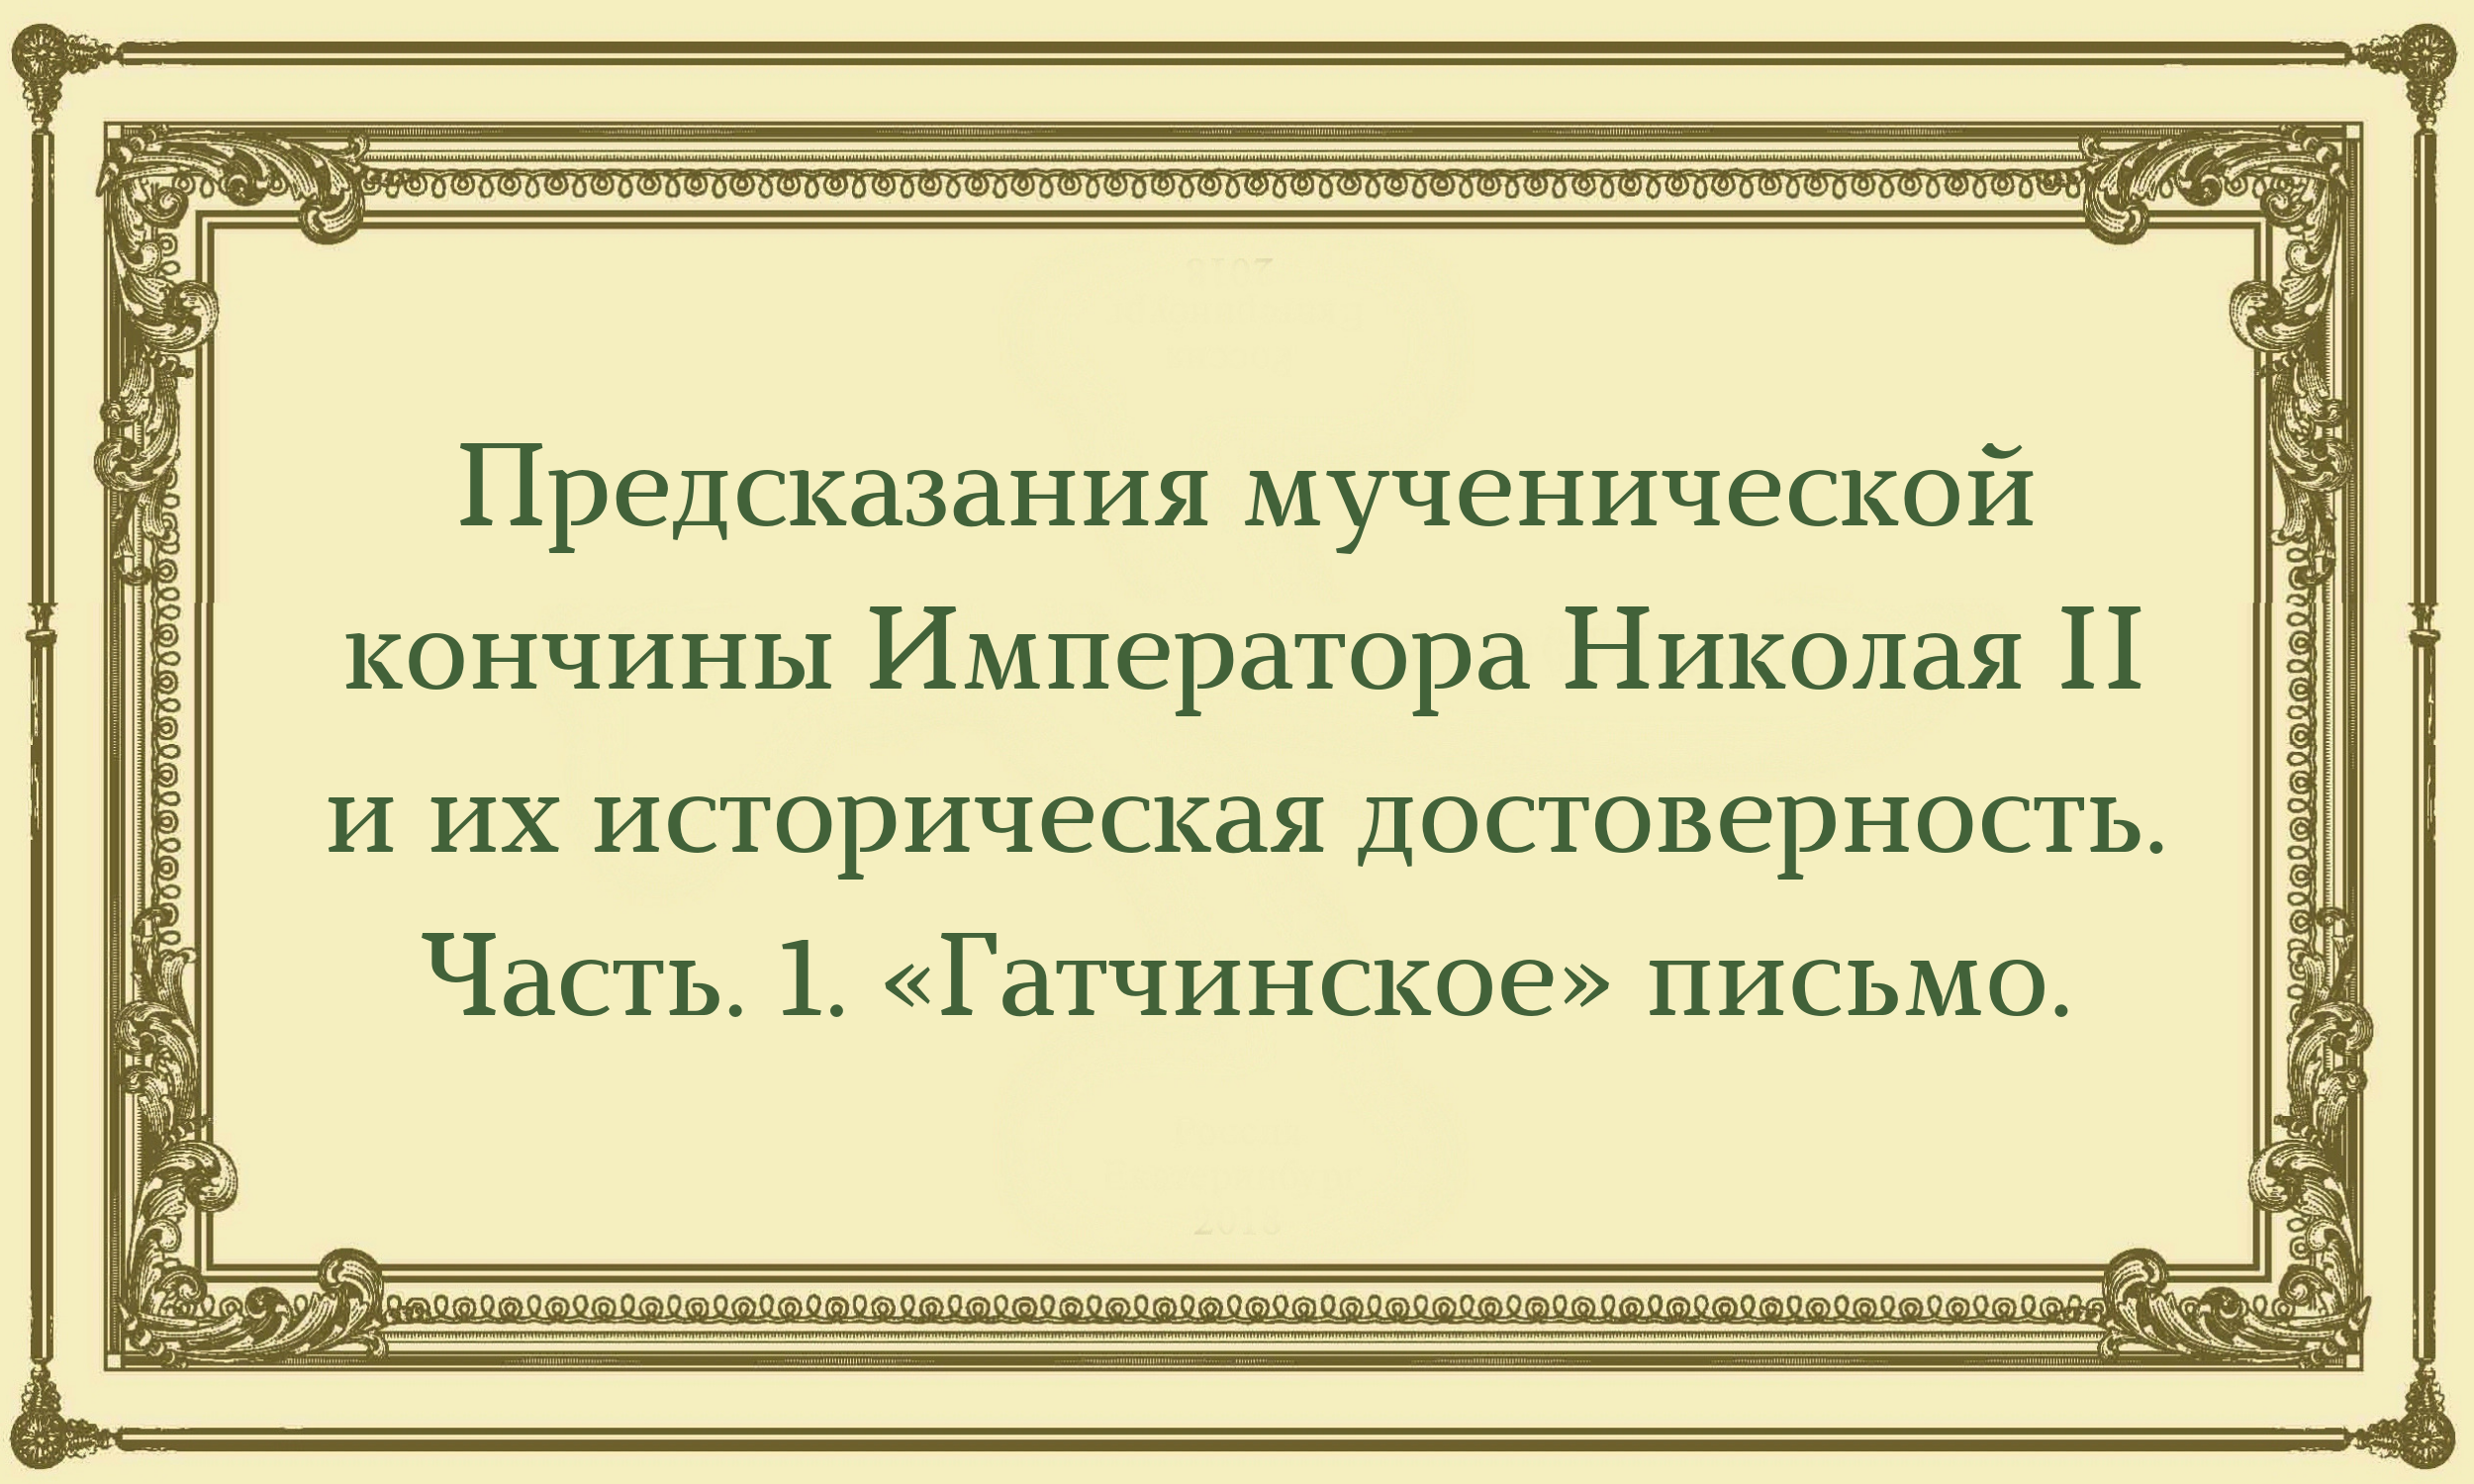 Предсказания мученической
кончины Императора Николая II
и их историческая достоверность.
Часть. 1. «Гатчинское» письмо.